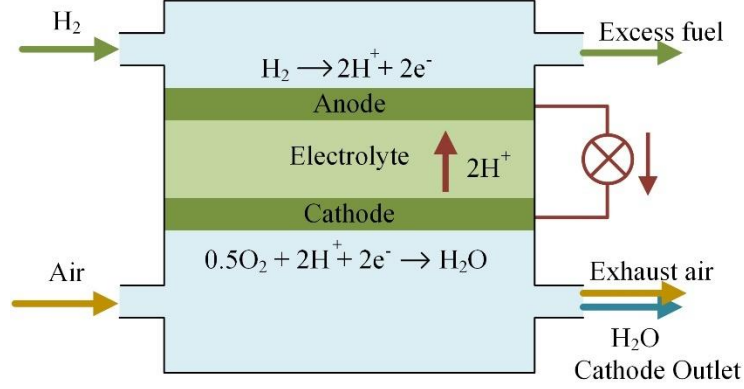 H₂
Excess fuel
H₂ → 2H⁺ + 2e⁻
Anode
Electrolyte
2H⁺
Cathode
0.5O₂ + 2H⁺ + 2e⁻ → H₂O
Air
Exhaust air
H₂O
Cathode Outlet